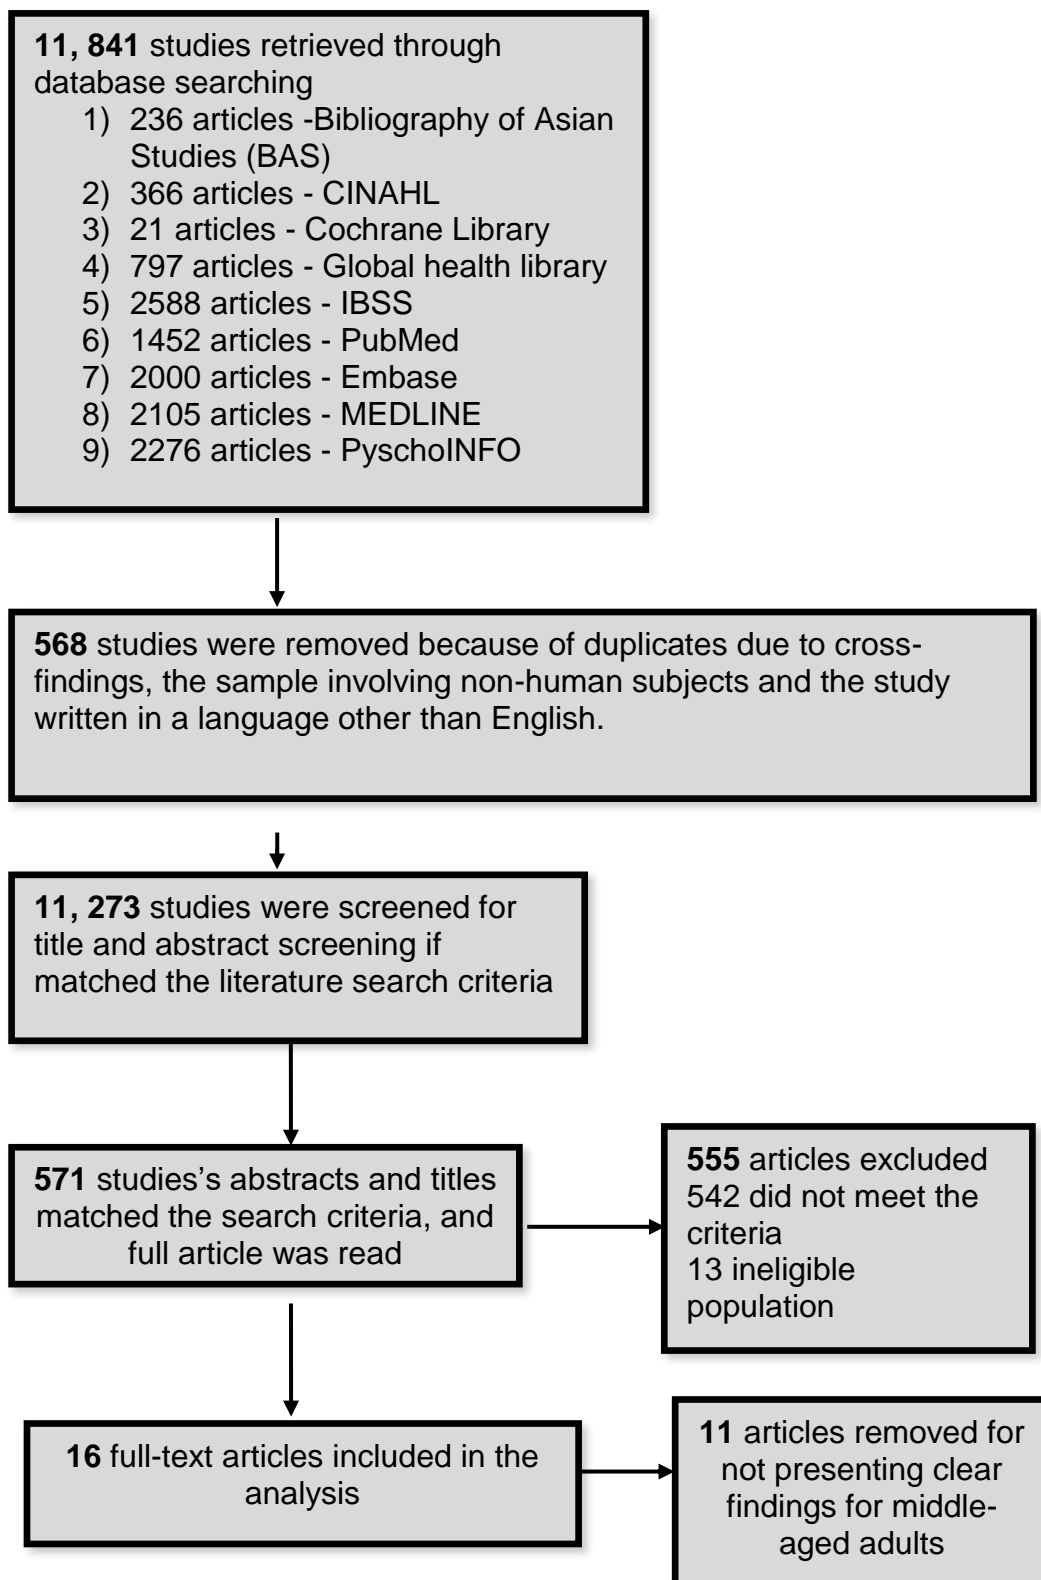 11, 841 studies retrieved through
database searching
1) 236 articles -Bibliography of Asian
Studies (BAS)
2) 366 articles - CINAHL
3) 21 articles - Cochrane Library
4) 797 articles - Global health library
5) 2588 articles - IBSS
6) 1452 articles - PubMed
7) 2000 articles - Embase
8) 2105 articles - MEDLINE
9) 2276 articles - PyschoINFO
568 studies were removed because of duplicates due to cross-
findings, the sample involving non-human subjects and the study
written in a language other than English.
11, 273 studies were screened for
title and abstract screening if
matched the literature search criteria
571 studies's abstracts and titles
matched the search criteria, and
full article was read
555 articles excluded
542 did not meet the
criteria
13 ineligible
population
16 full-text articles included in the
analysis
11 articles removed for
not presenting clear
findings for middle-
aged adults